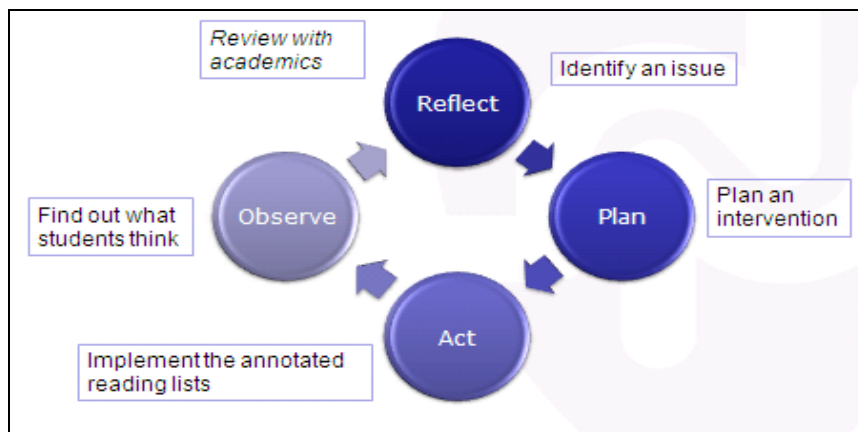 Review with
academics
Reflect
Identify an issue
Find out what
students think
Observe
Plan
Plan an
intervention
Act
Implement the annotated
reading lists